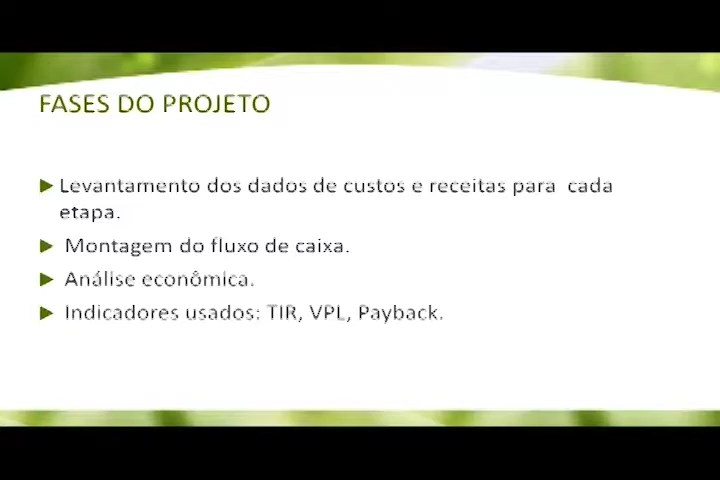 FASES DO PROJETO
Levantamento dos dados de custos e receitas para cada
etapa.
Montagem do fluxo de caixa.
Análise econômica.
Indicadores usados: TIR, VPL, Payback.